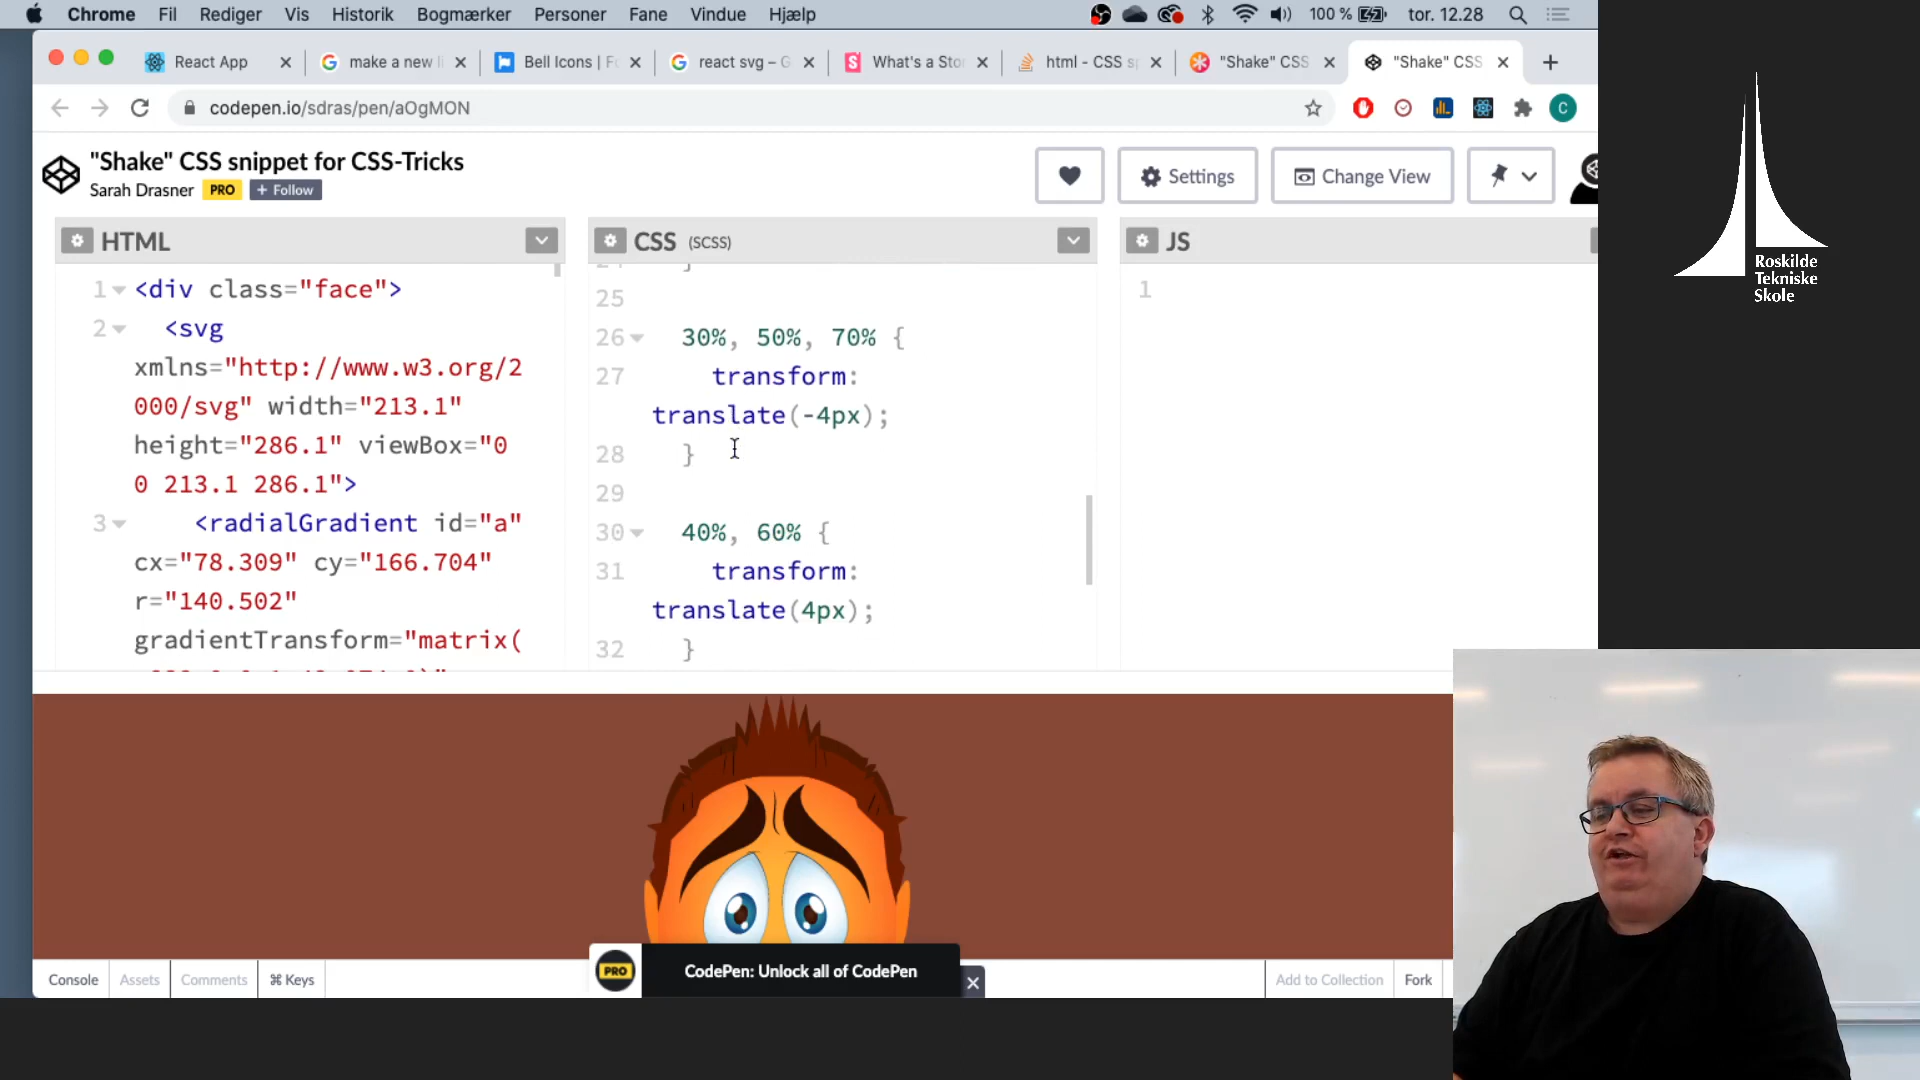 Chrome Fil Rediger Vis Historik Bogmærker Personer Fane Vindue Hjælp 100 % tor. 12.28
React App make a new li Bell Icons | Fo react svg – G What's a Sto html - CSS s "Shake" CSS "Shake" CSS
codepen.io/sdras/pen/aOgMON C
"Shake" CSS snippet for CSS-Tricks
Sarah Drasner PRO + Follow
Settings Change View
HTML
1 <div class="face">
2 <svg
xmlns="http://www.w3.org/2
000/svg" width="213.1"
height="286.1" viewBox="0
0 213.1 286.1">
3 <radialGradient id="a"
cx="78.309" cy="166.704"
r="140.502"
gradientTransform="matrix(
CSS (SCSS)
}
25
26 30%, 50%, 70% {
27 transform:
translate(-4px);
28 }
29
30 40%, 60% {
31 transform:
translate(4px);
32 }
JS
1
PRO CodePen: Unlock all of CodePen
Console Assets Comments ⌘ Keys Add to Collection Fork
Roskilde
Tekniske
Skole